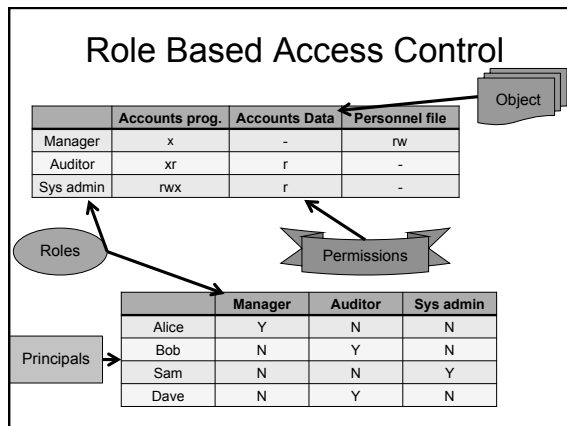 Role Based Access Control
Object
Accounts prog. Accounts Data Personnel file
Manager x - rw
Auditor xr r -
Sys admin rwx r -
Roles
Permissions
Manager Auditor Sys admin
Alice Y N N
Bob N Y N
Sam N N Y
Dave N Y N
Principals